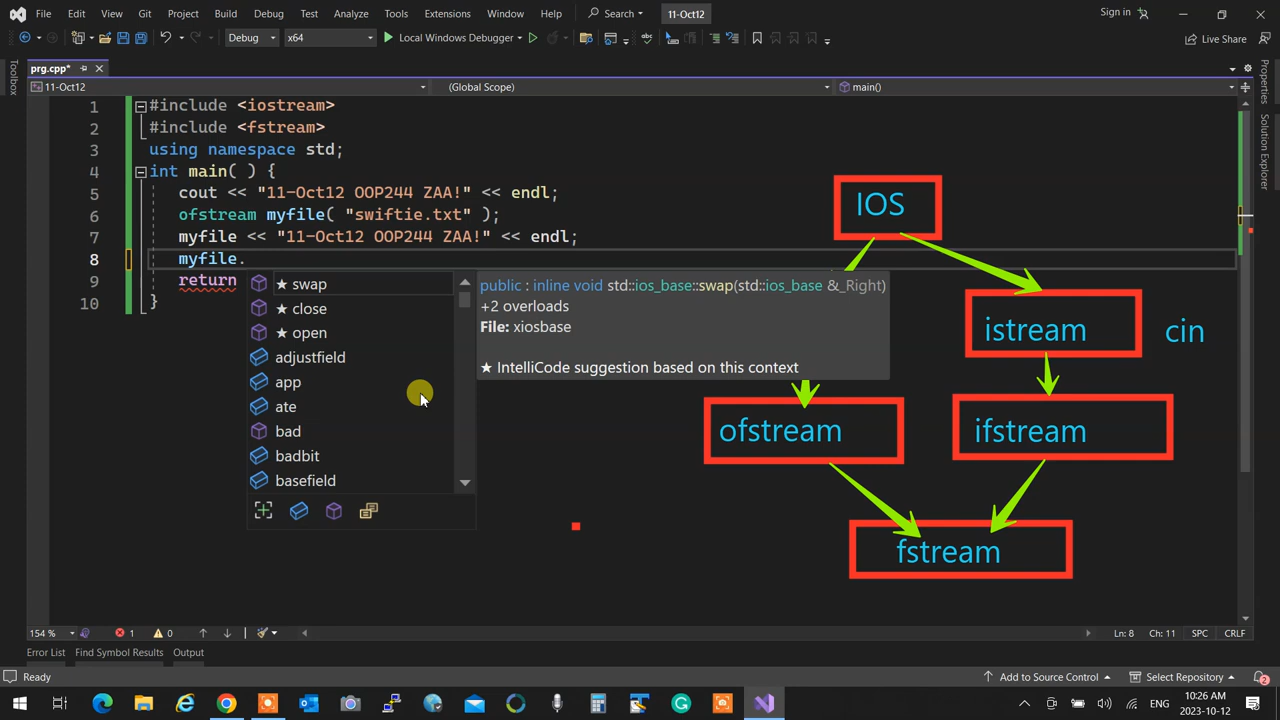 File Edit View Git Project Build Debug Test Analyze Tools Extensions Window Help Search 11-Oct12 Sign in
Debug x64 Local Windows Debugger Live Share
prg.cpp*
11-Oct12 (Global Scope) main()
Toolbox
Properties
Solution Explorer
1 #include <iostream>
2 #include <fstream>
3 using namespace std;
4 int main( ) {
5 cout << "11-Oct12 OOP244 ZAA!" << endl;
6 ofstream myfile( "swiftie.txt" );
7 myfile << "11-Oct12 OOP244 ZAA!" << endl;
8 myfile.
9 return
10 }
★ swap
★ close
★ open
adjustfield
app
ate
bad
badbit
basefield
public : inline void std::ios_base::swap(std::ios_base &_Right)
+2 overloads
File: xiosbase
★ IntelliCode suggestion based on this context
IOS
istream cin
ofstream ifstream
fstream
154 % 1 0 Ln: 8 Ch: 11 SPC CRLF
Error List Find Symbol Results Output
Ready Add to Source Control Select Repository 2
ENG 10:26 AM
2023-10-12